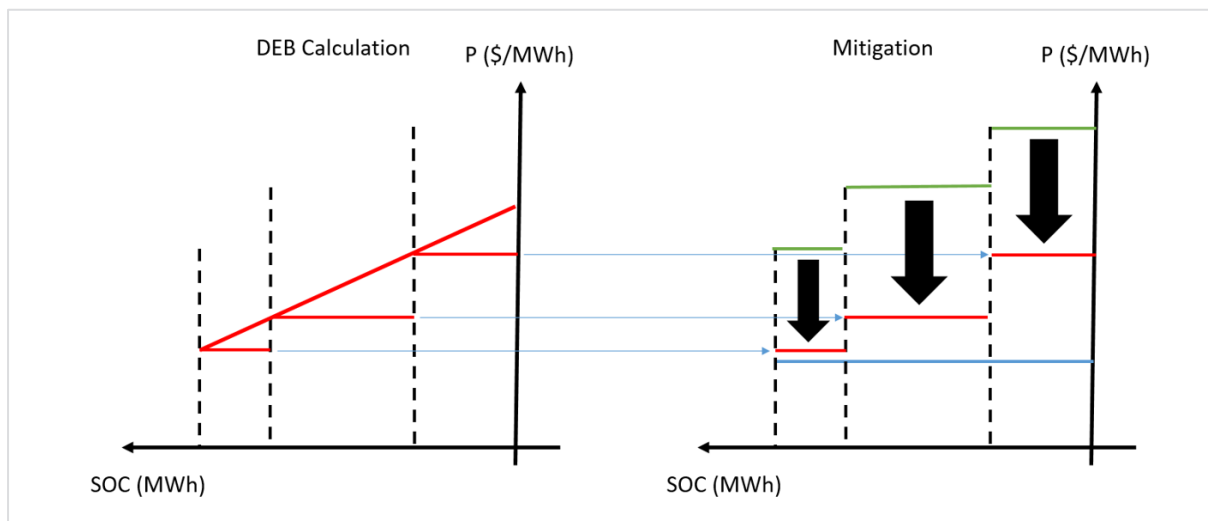 DEB Calculation
P ($/MWh)
SOC (MWh)
Mitigation
P ($/MWh)
SOC (MWh)